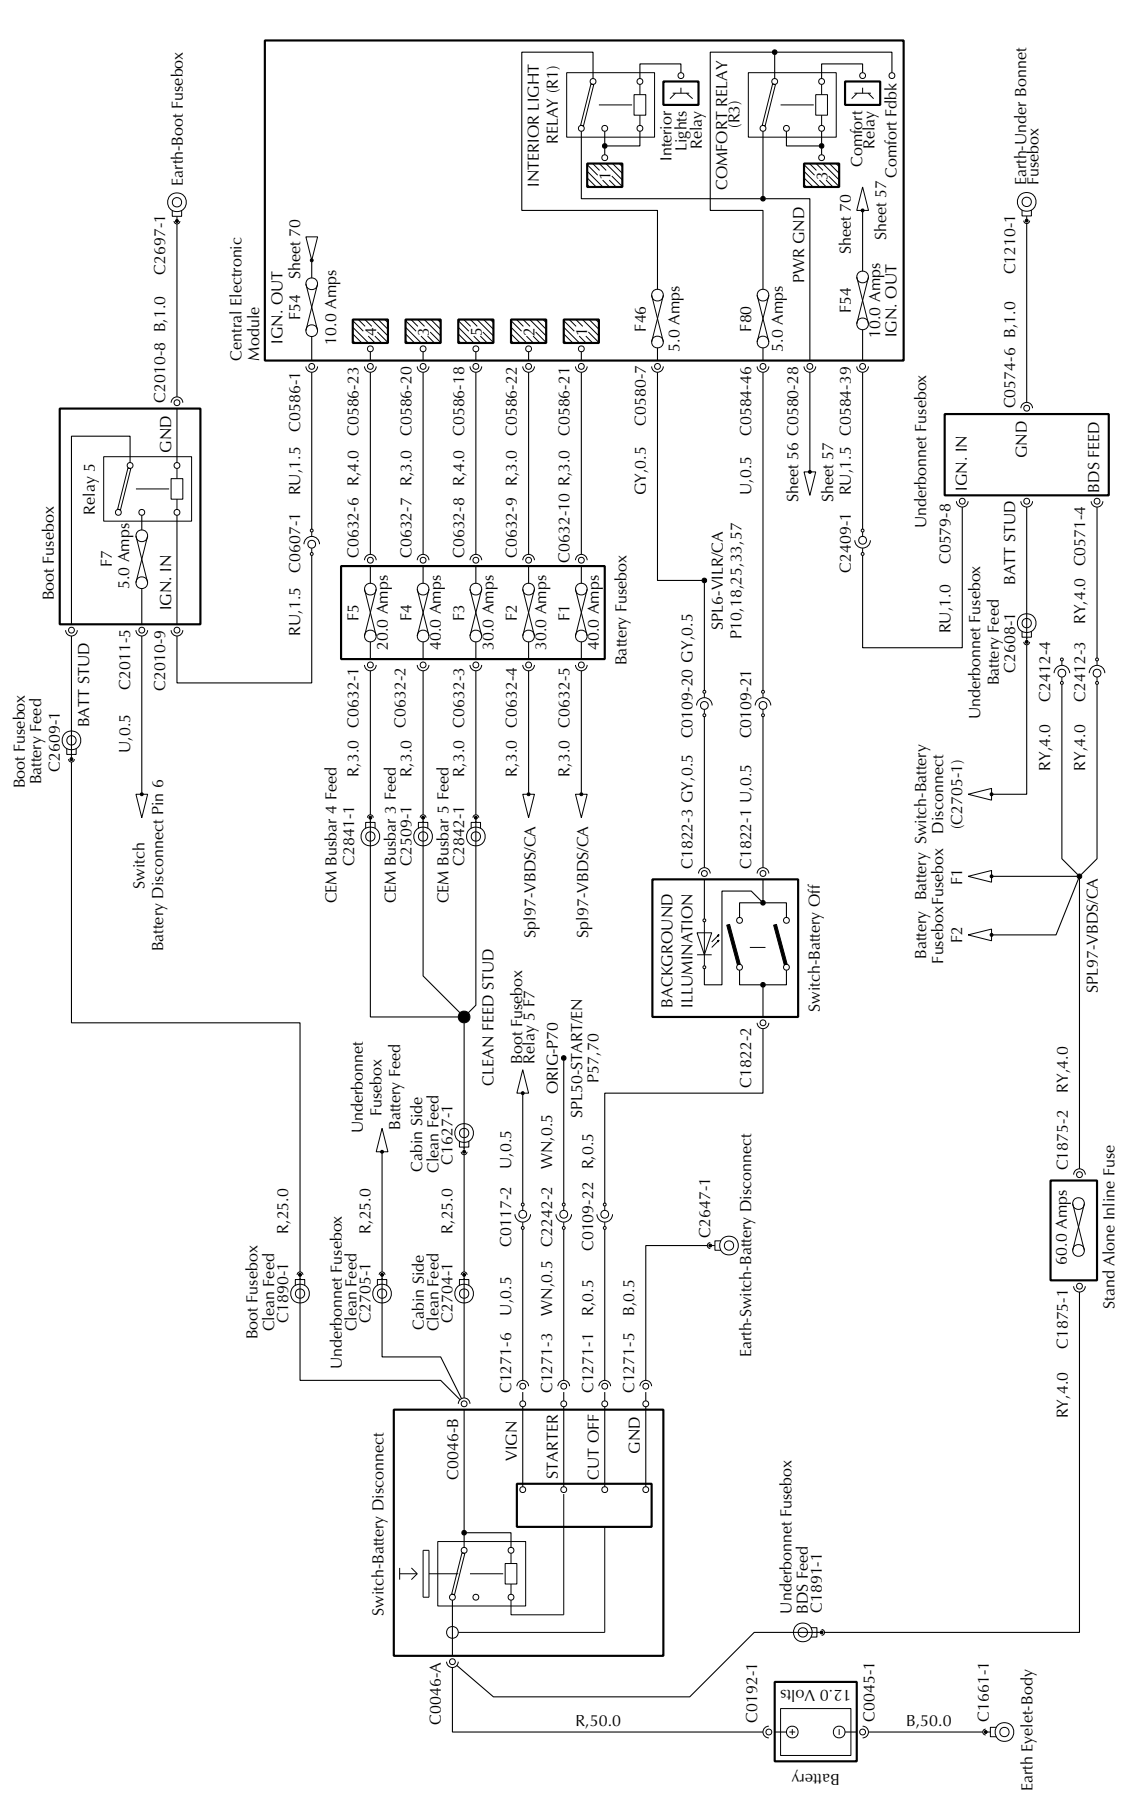 Boot Fusebox
Battery Feed
C2609-1
BATT STUD
Boot Fusebox
Relay 5
F7
5.0 Amps
IGN. IN
GND
C2010-8
B,1.0
C2697-1
Earth-Boot Fusebox
C2011-5
C2010-9
U,0.5
Switch
Battery Disconnect Pin 6
RU,1.5
C0607-1
RU,1.5
C0586-1
Central Electronic
Module
IGN. OUT
F54
10.0 Amps
Sheet 70
CEM Busbar 4 Feed
C2841-1
R,3.0
C0632-1
F5
20.0 Amps
C0632-6
R,4.0
C0586-23
4
CEM Busbar 3 Feed
C2509-1
R,3.0
C0632-2
F4
40.0 Amps
C0632-7
R,3.0
C0586-20
3
CEM Busbar 5 Feed
C2842-1
R,3.0
C0632-3
F3
30.0 Amps
C0632-8
R,4.0
C0586-18
5
Spl97-VBDS/CA
R,3.0
C0632-4
F2
30.0 Amps
C0632-9
R,3.0
C0586-22
2
Spl97-VBDS/CA
R,3.0
C0632-5
F1
40.0 Amps
C0632-10
R,3.0
C0586-21
1
Battery Fusebox
INTERIOR LIGHT
RELAY (R1)
1
Interior
Lights
Relay
F46
5.0 Amps
COMFORT RELAY
(R3)
3
Comfort
Relay
Comfort Fdbk
F80
5.0 Amps
PWR GND
F54
10.0 Amps
IGN. OUT
Sheet 70
Sheet 57
GY,0.5
C0580-7
U,0.5
C0584-46
Sheet 56
Sheet 57
C0580-28
RU,1.5
C0584-39
C2409-1
SPL6-VILR/CA
P10,18,25,33,57
C1822-3
GY,0.5
C0109-20
GY,0.5
C1822-1
U,0.5
C0109-21
BACKGROUND
ILLUMINATION
Switch-Battery Off
C1822-2
Underbonnet Fusebox
IGN. IN
GND
BDS FEED
C0574-6
B,1.0
C1210-1
Earth-Under Bonnet
Fusebox
RU,1.0
C0579-8
Underbonnet Fusebox
Battery Feed
C2608-1
BATT STUD
RY,4.0
C2412-4
RY,4.0
C2412-3
RY,4.0
C0571-4
Switch-Battery
Disconnect
(C2705-1)
Battery
Fusebox
F1
Battery
Fusebox
F2
SPL97-VBDS/CA
CLEAN FEED STUD
Boot Fusebox
Clean Feed
C1890-1
R,25.0
Underbonnet Fusebox
Clean Feed
C2705-1
R,25.0
Underbonnet
Fusebox
Battery Feed
Cabin Side
Clean Feed
C2704-1
R,25.0
Cabin Side
Clean Feed
C1627-1
C1271-6
U,0.5
C0117-2
U,0.5
Boot Fusebox
Relay 5 F7
C1271-3
WN,0.5
C2242-2
WN,0.5
ORIG-P70
SPL50-START/EN
P57,70
C1271-1
R,0.5
C0109-22
R,0.5
C1271-5
B,0.5
C2647-1
Earth-Switch-Battery Disconnect
Switch-Battery Disconnect
C0046-B
VIGN
STARTER
CUT OFF
GND
C0046-A
R,50.0
C0192-1
12.0 Volts
Battery
C0045-1
B,50.0
C1661-1
Earth Eyelet-Body
Underbonnet Fusebox
BDS Feed
C1891-1
RY,4.0
C1875-1
60.0 Amps
Stand Alone Inline Fuse
C1875-2
RY,4.0